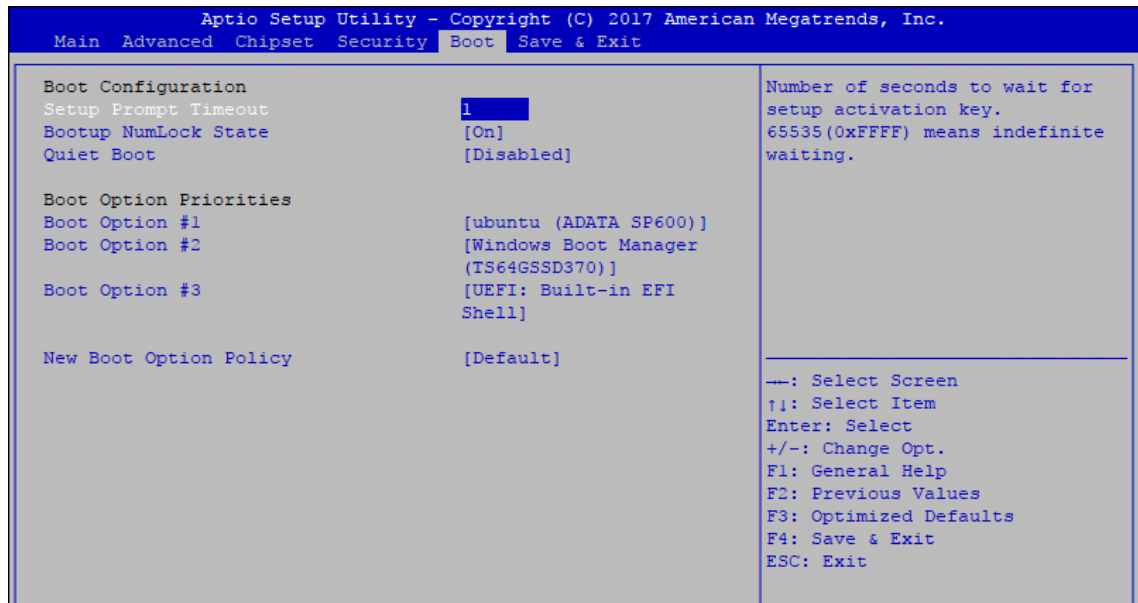 Aptio Setup Utility - Copyright (C) 2017 American Megatrends, Inc.
Main Advanced Chipset Security Boot Save & Exit
Boot Configuration
Setup Prompt Timeout 1
Bootup NumLock State [On]
Quiet Boot [Disabled]
Boot Option Priorities
Boot Option #1 [ubuntu (ADATA SP600)]
Boot Option #2 [Windows Boot Manager
(TS64GSSD370)]
Boot Option #3 [UEFI: Built-in EFI
Shell]
New Boot Option Policy [Default]
Number of seconds to wait for
setup activation key.
65535(0xFFFF) means indefinite
waiting.
→←: Select Screen
↑↓: Select Item
Enter: Select
+/-: Change Opt.
F1: General Help
F2: Previous Values
F3: Optimized Defaults
F4: Save & Exit
ESC: Exit